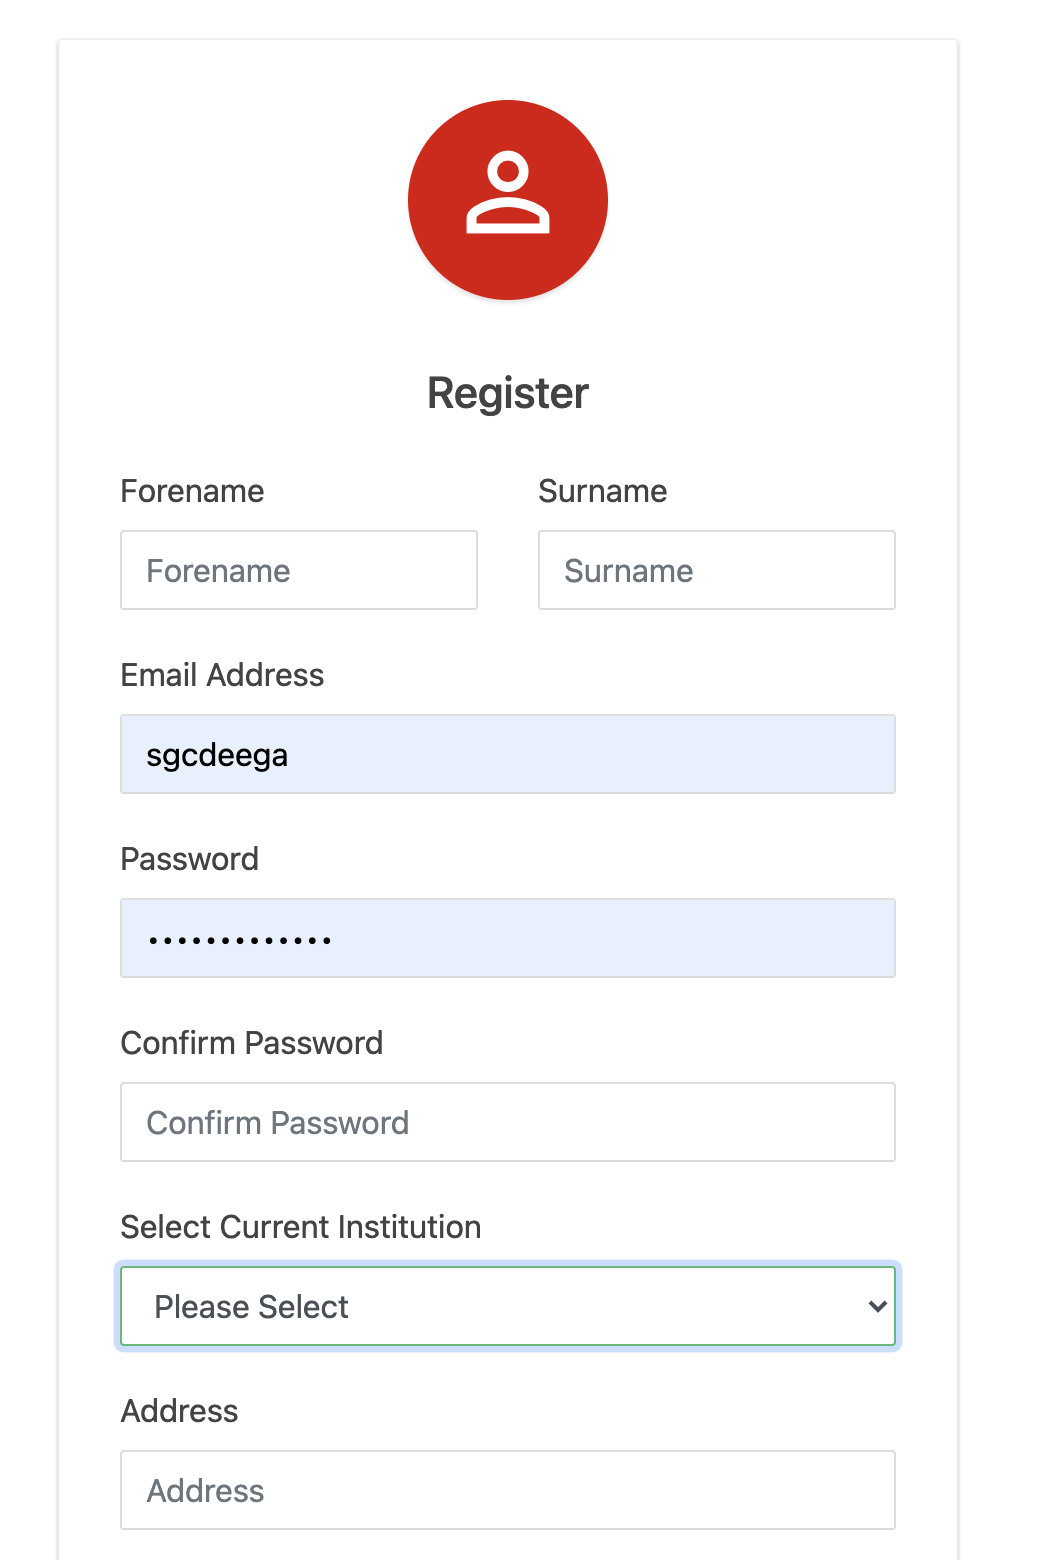 Register
Forename Surname
Forename Surname
Email Address
sgcdeega
Password
•••••••••••••
Confirm Password
Confirm Password
Select Current Institution
Please Select
Address
Address